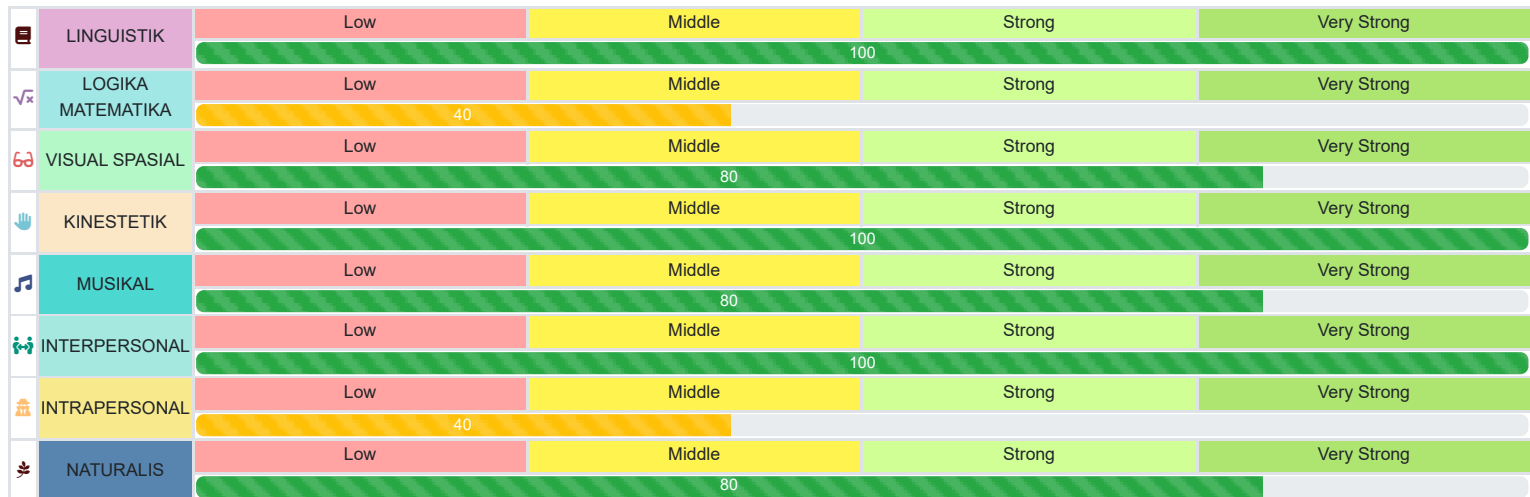 LINGUISTIK
Low Middle Strong Very Strong
100
LOGIKA
MATEMATIKA
Low Middle Strong Very Strong
40
VISUAL SPASIAL
Low Middle Strong Very Strong
80
KINESTETIK
Low Middle Strong Very Strong
100
MUSIKAL
Low Middle Strong Very Strong
80
INTERPERSONAL
Low Middle Strong Very Strong
100
INTRAPERSONAL
Low Middle Strong Very Strong
40
NATURALIS
Low Middle Strong Very Strong
80